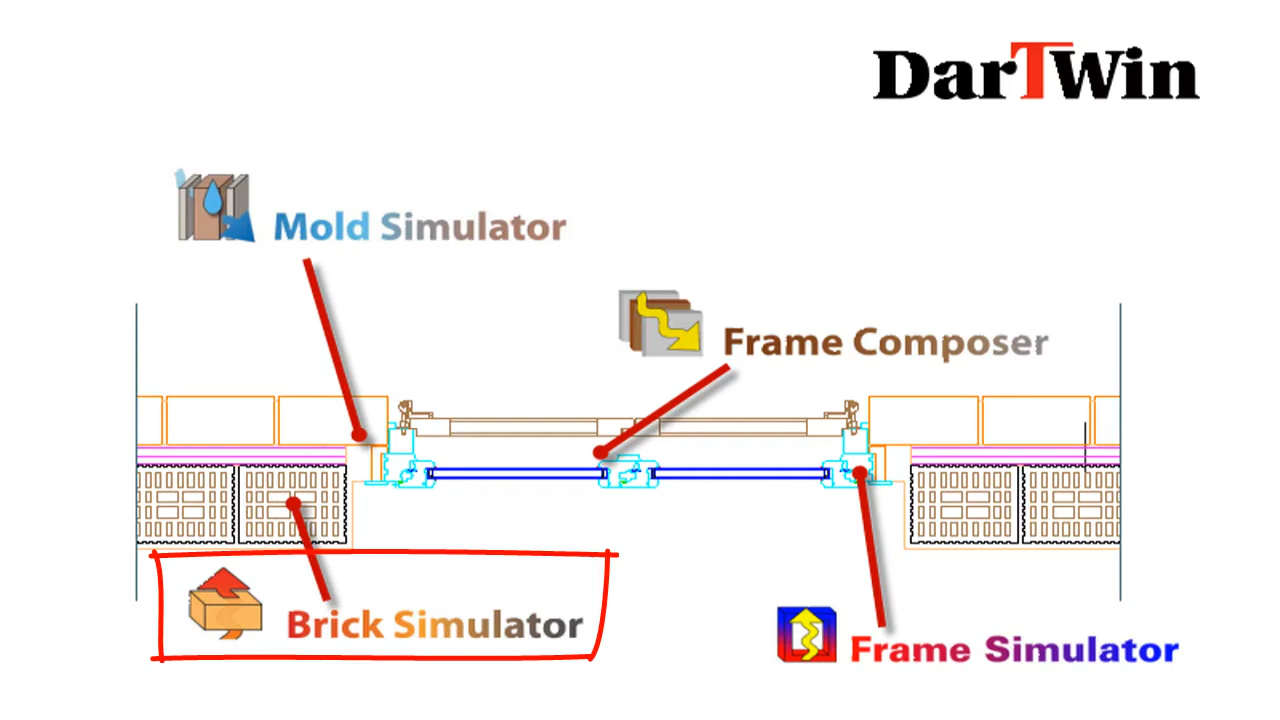 DarTwin
Mold Simulator
Frame Composer
Brick Simulator
Frame Simulator